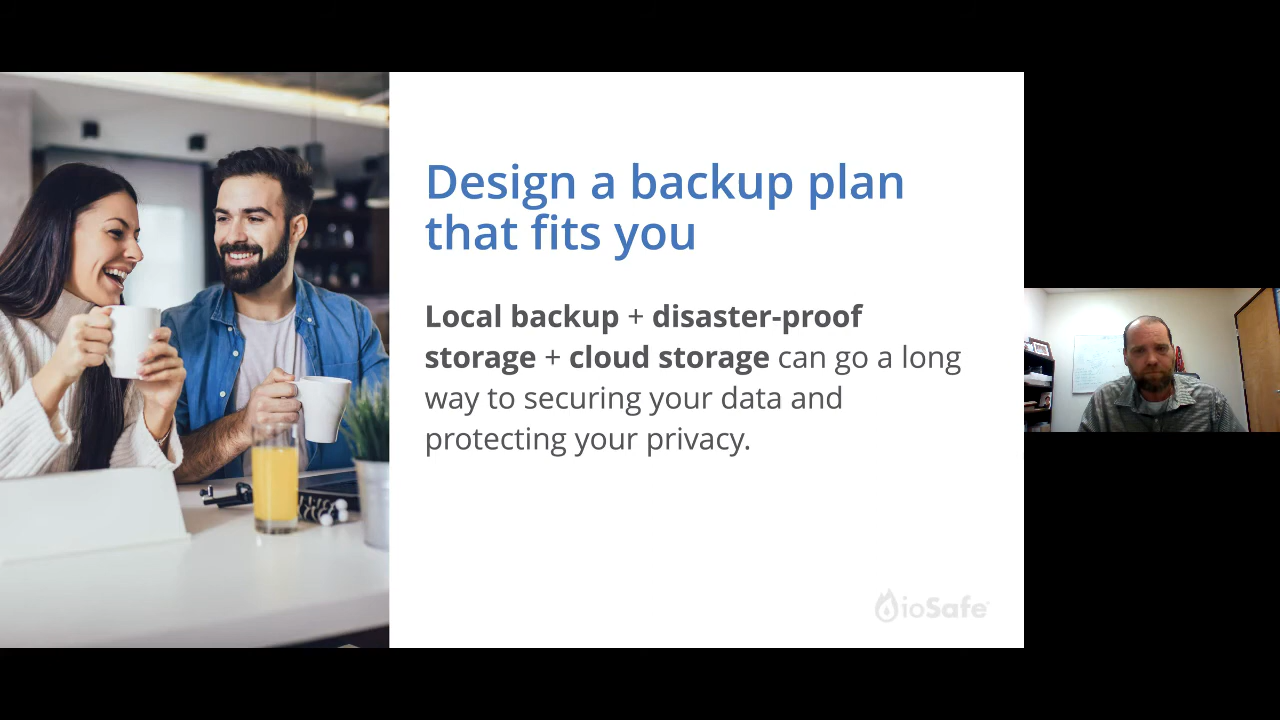 Design a backup plan
that fits you
Local backup + disaster-proof
storage + cloud storage can go a long
way to securing your data and
protecting your privacy.
ioSafe